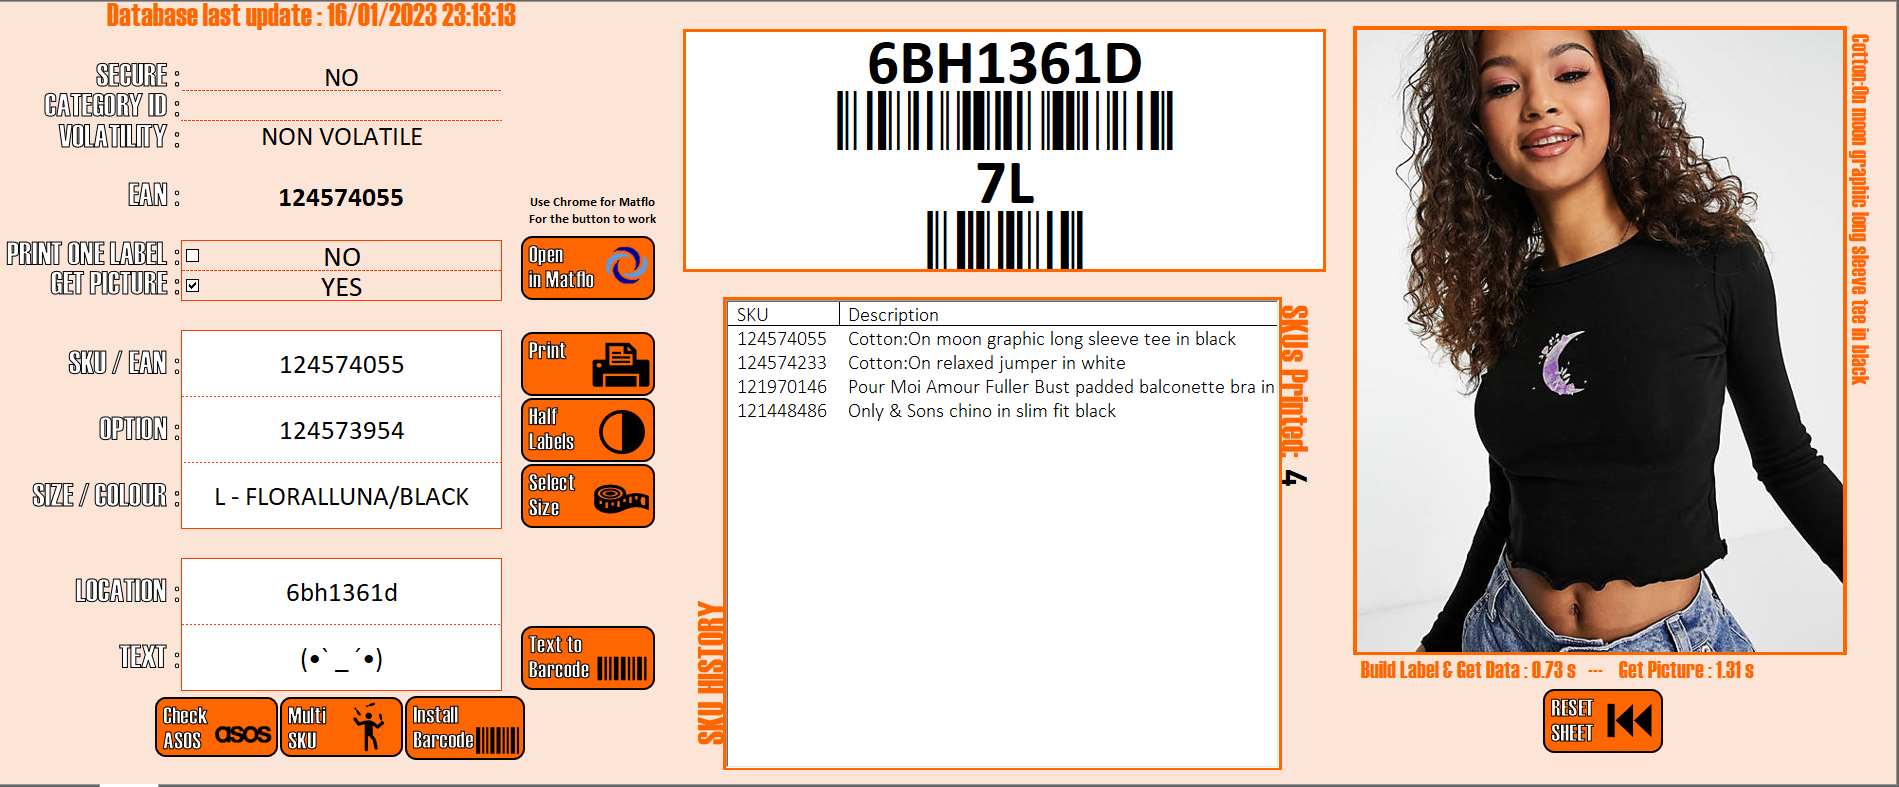 Database last update : 16/01/2023 23:13:13
SECURE : NO
CATEGORY ID :
VOLATILITY : NON VOLATILE
EAN : 124574055
Use Chrome for Matflo
For the button to work
PRINT ONE LABEL : NO
GET PICTURE : YES
Open
in Matflo
SKU / EAN : 124574055
Print
OPTION : 124573954
Half
Labels
SIZE / COLOUR : L - FLORALLUNA/BLACK
Select
Size
LOCATION : 6bh1361d
TEXT : (•` _ ´•)
Text to
Barcode
Check
ASOS asos
Multi
SKU
Install
Barcode
6BH1361D
7L
SKU Description
124574055 Cotton:On moon graphic long sleeve tee in black
124574233 Cotton:On relaxed jumper in white
121970146 Pour Moi Amour Fuller Bust padded balconette bra in
121448486 Only & Sons chino in slim fit black
SKU HISTORY
SKUs Printed: 4
Cotton:On moon graphic long sleeve tee in black
Build Label & Get Data : 0.73 s --- Get Picture : 1.31 s
RESET
SHEET